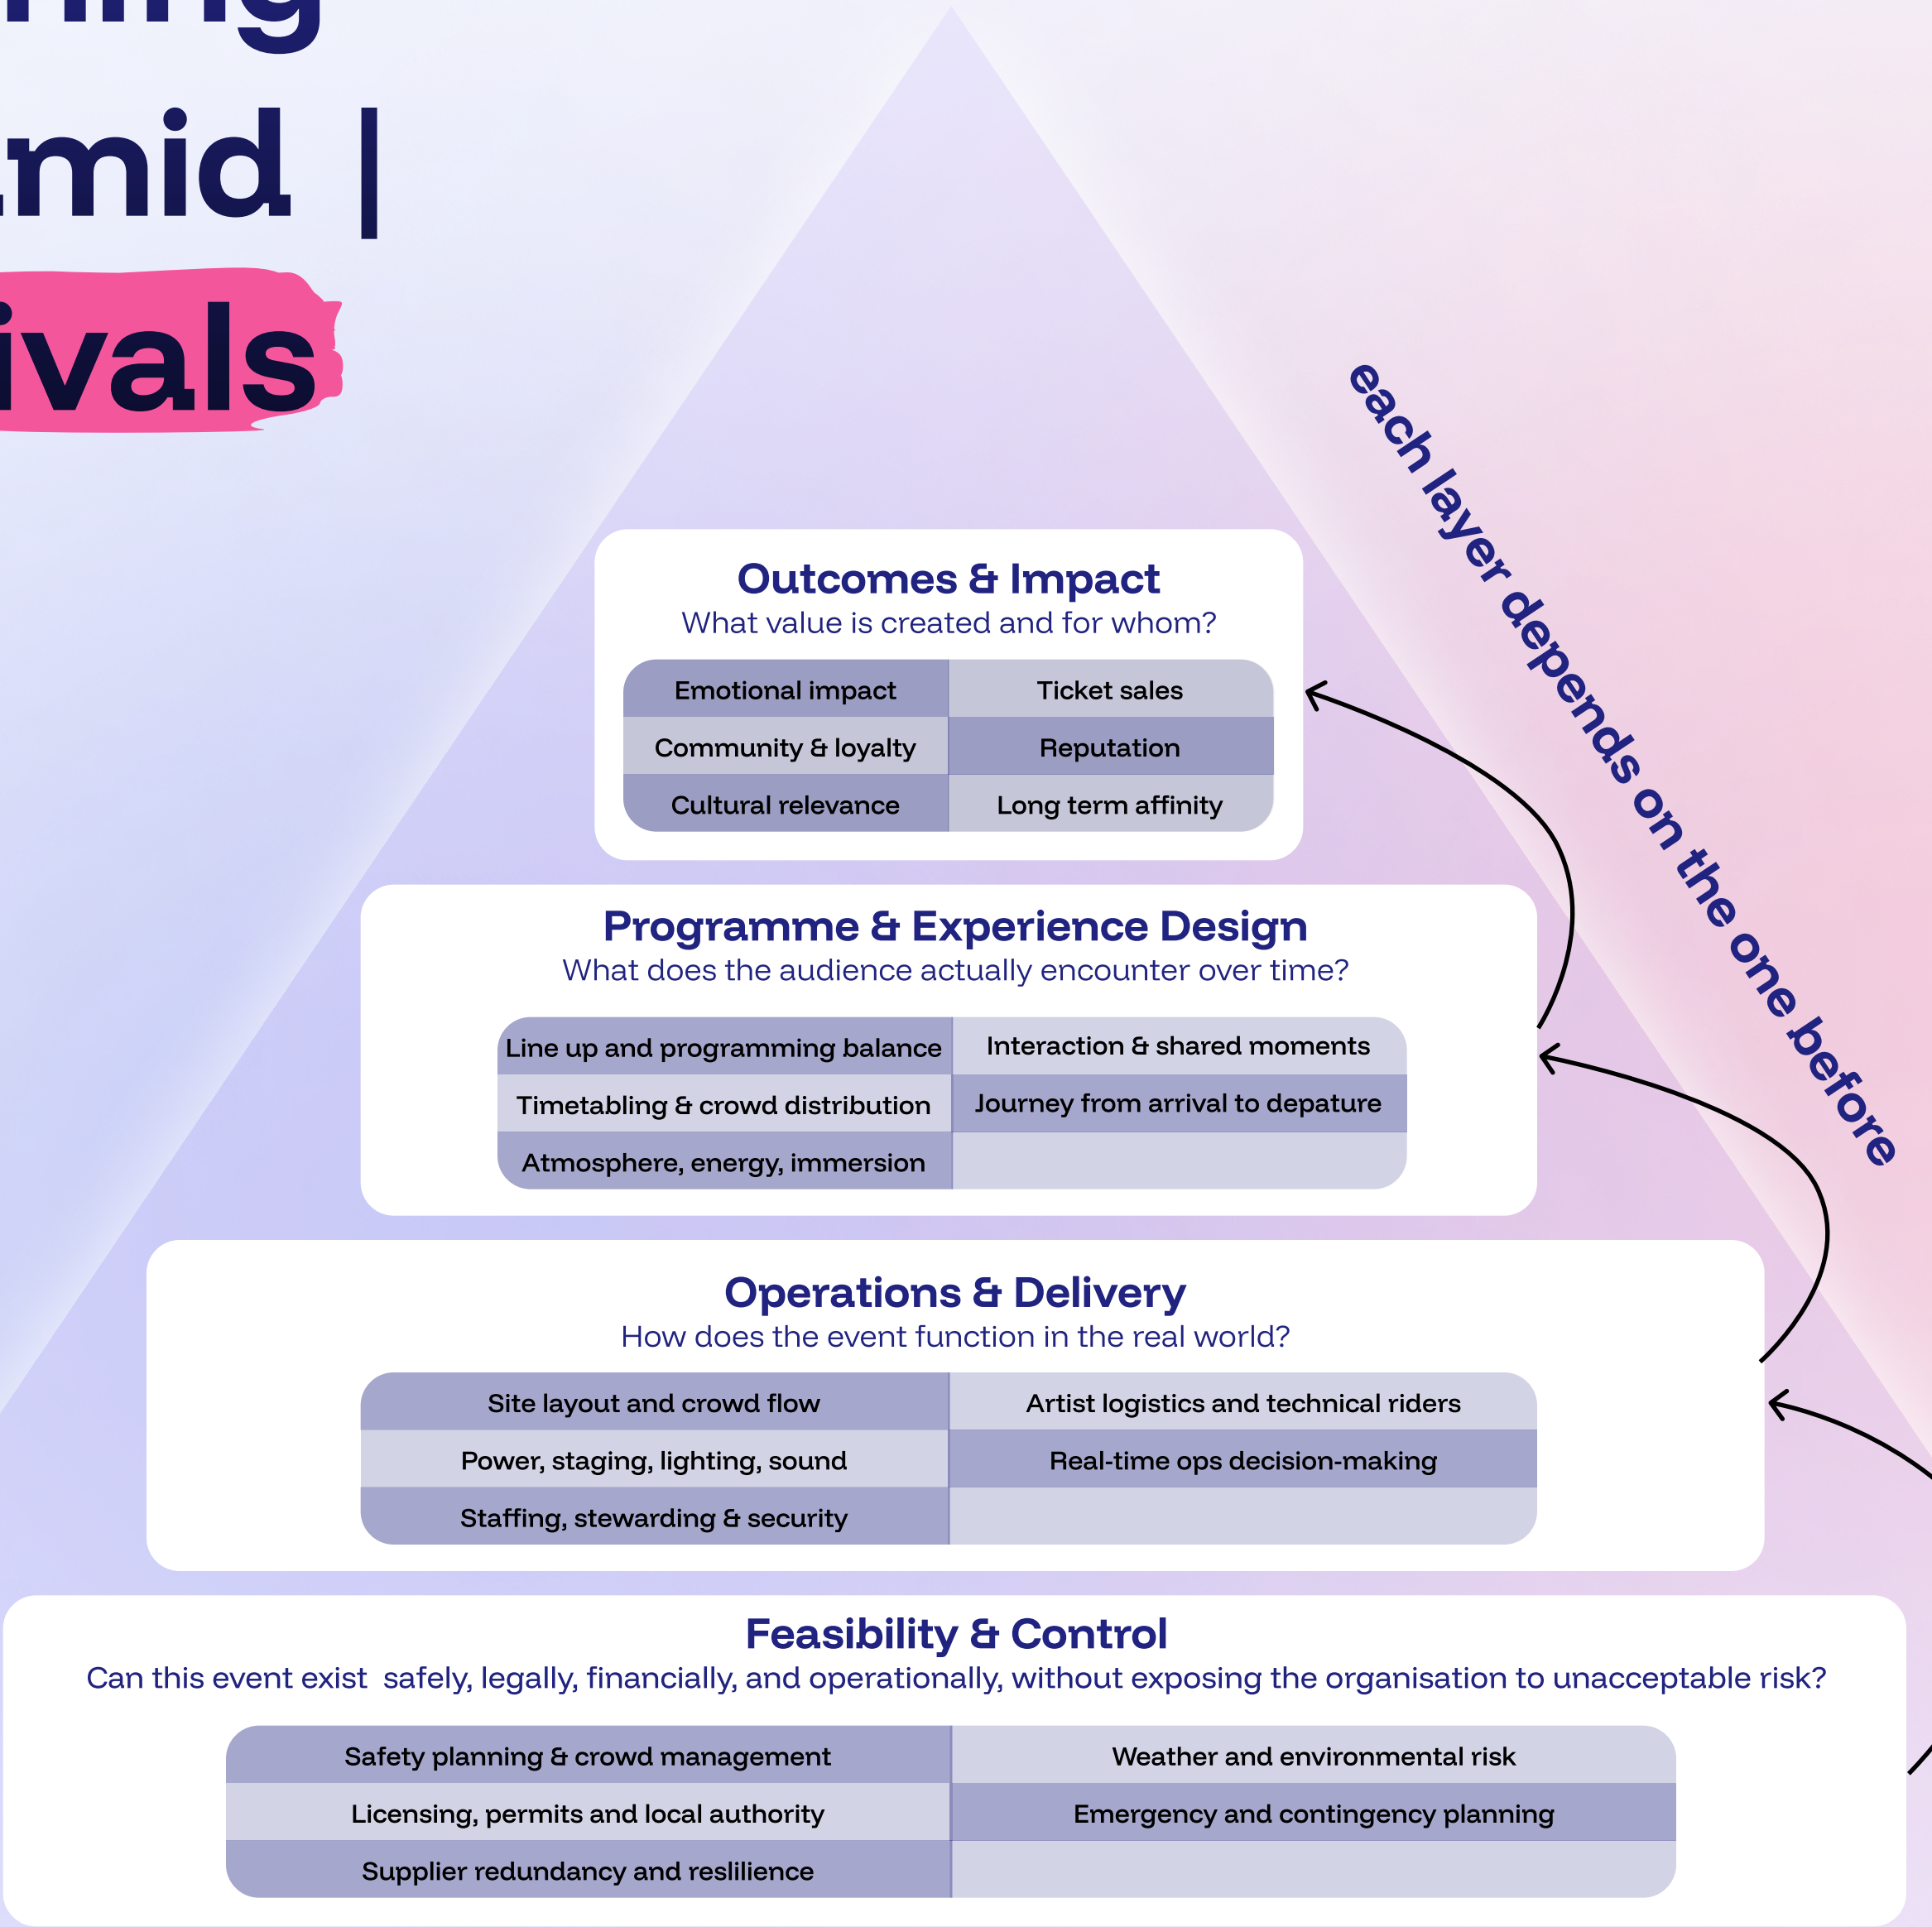 ning
amid |
ivals
each layer depends on the one before
Outcomes & Impact
What value is created and for whom?
Emotional impact
Ticket sales
Community & loyalty
Reputation
Cultural relevance
Long term affinity
Programme & Experience Design
What does the audience actually encounter over time?
Line up and programming balance
Interaction & shared moments
Timetabling & crowd distribution
Journey from arrival to depature
Atmosphere, energy, immersion
Operations & Delivery
How does the event function in the real world?
Site layout and crowd flow
Artist logistics and technical riders
Power, staging, lighting, sound
Real-time ops decision-making
Staffing, stewarding & security
Feasibility & Control
Can this event exist  safely, legally, financially, and operationally, without exposing the organisation to unacceptable risk?
Safety planning & crowd management
Weather and environmental risk
Licensing, permits and local authority
Emergency and contingency planning
Supplier redundancy and reslilience